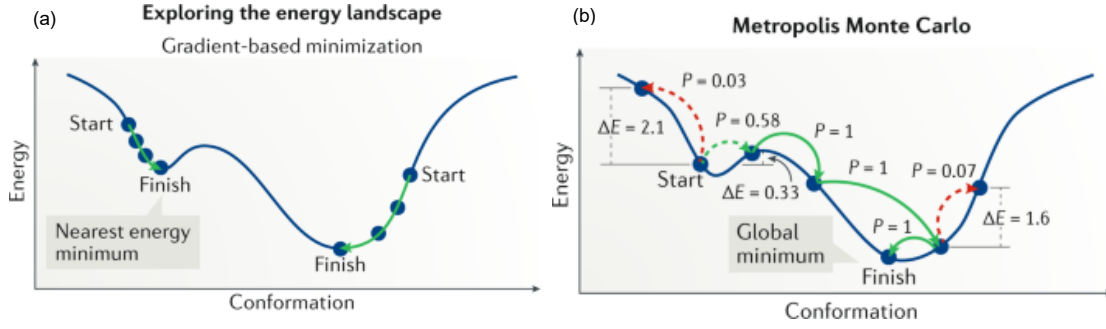 (a)
Exploring the energy landscape
Gradient-based minimization
Energy
Start
Finish
Nearest energy
minimum
Start
Finish
Conformation
(b)
Metropolis Monte Carlo
Energy
P = 0.03
ΔE = 2.1
P = 0.58
P = 1
Start
ΔE = 0.33
P = 1
P = 0.07
ΔE = 1.6
Global
minimum
P = 1
Finish
Conformation